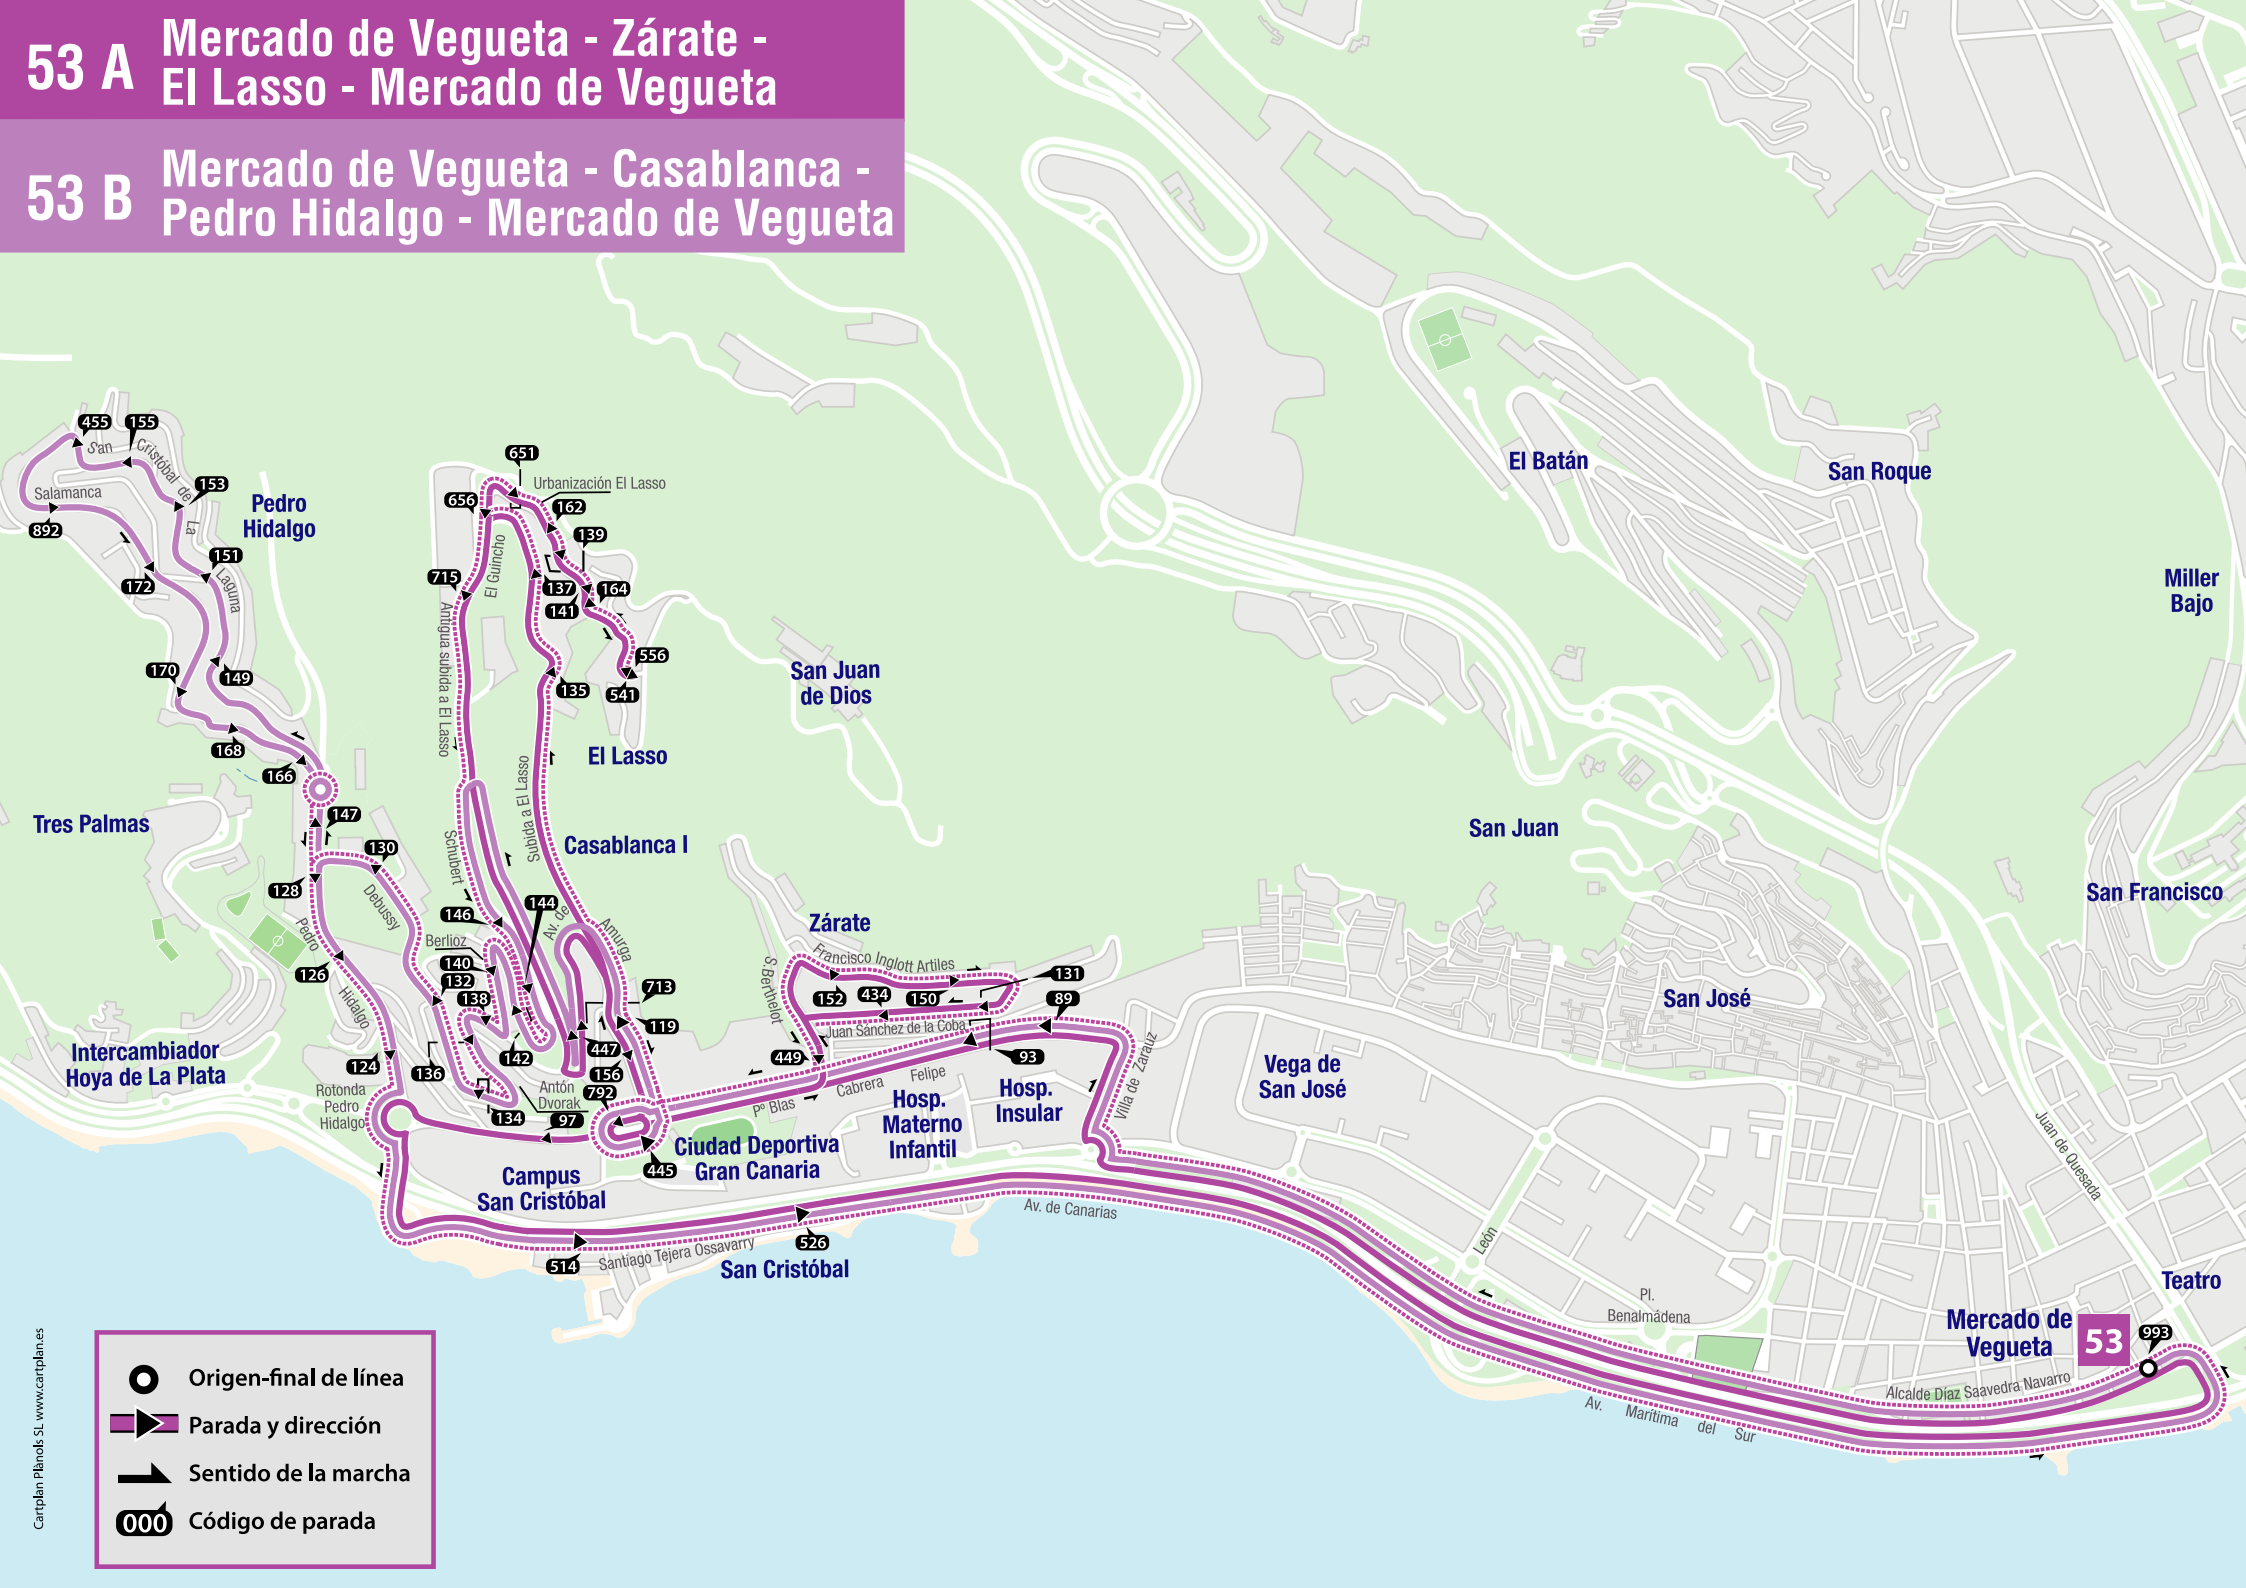 53 A
Mercado de Vegueta - Zárate -
El Lasso - Mercado de Vegueta
53 B
Mercado de Vegueta - Casablanca -
Pedro Hidalgo - Mercado de Vegueta
455
155
San
Cristóbal de
La
Laguna
Salamanca
892
153
Pedro
Hidalgo
151
172
170
149
168
166
147
Tres Palmas
130
128
Debussy
Pedro
Hidalgo
126
124
Intercambiador
Hoya de La Plata
Rotonda
Pedro
Hidalgo
651
Urbanización El Lasso
656
162
139
El Guincho
715
137
164
141
Antigua subida a El Lasso
556
135
541
El Lasso
Subida a El Lasso
Casablanca I
Schubert
144
146
Av. de
Amurga
Berlioz
140
132
138
713
119
142
447
136
156
Antón
Dvorak
792
134
97
445
Campus
San Cristóbal
Ciudad Deportiva
Gran Canaria
San Juan
de Dios
Zárate
Francisco Inglott Artiles
S. Berthelot
152
434
150
131
89
Juan Sánchez de la Coba
449
93
Pº Blas
Cabrera
Felipe
Hosp.
Materno
Infantil
Hosp.
Insular
Villa de Zarauz
Vega de
San José
San José
El Batán
San Roque
Miller
Bajo
San Juan
San Francisco
Juan de Quesada
Teatro
León
Pl.
Benalmádena
Mercado de
Vegueta
53
993
Alcalde Díaz Saavedra Navarro
Av. Marítima del Sur
Av. de Canarias
526
514
Santiago Tejera Ossavarry
San Cristóbal
Origen-final de línea
Parada y dirección
Sentido de la marcha
000
Código de parada
Cartplan Plànols SL www.cartplan.es